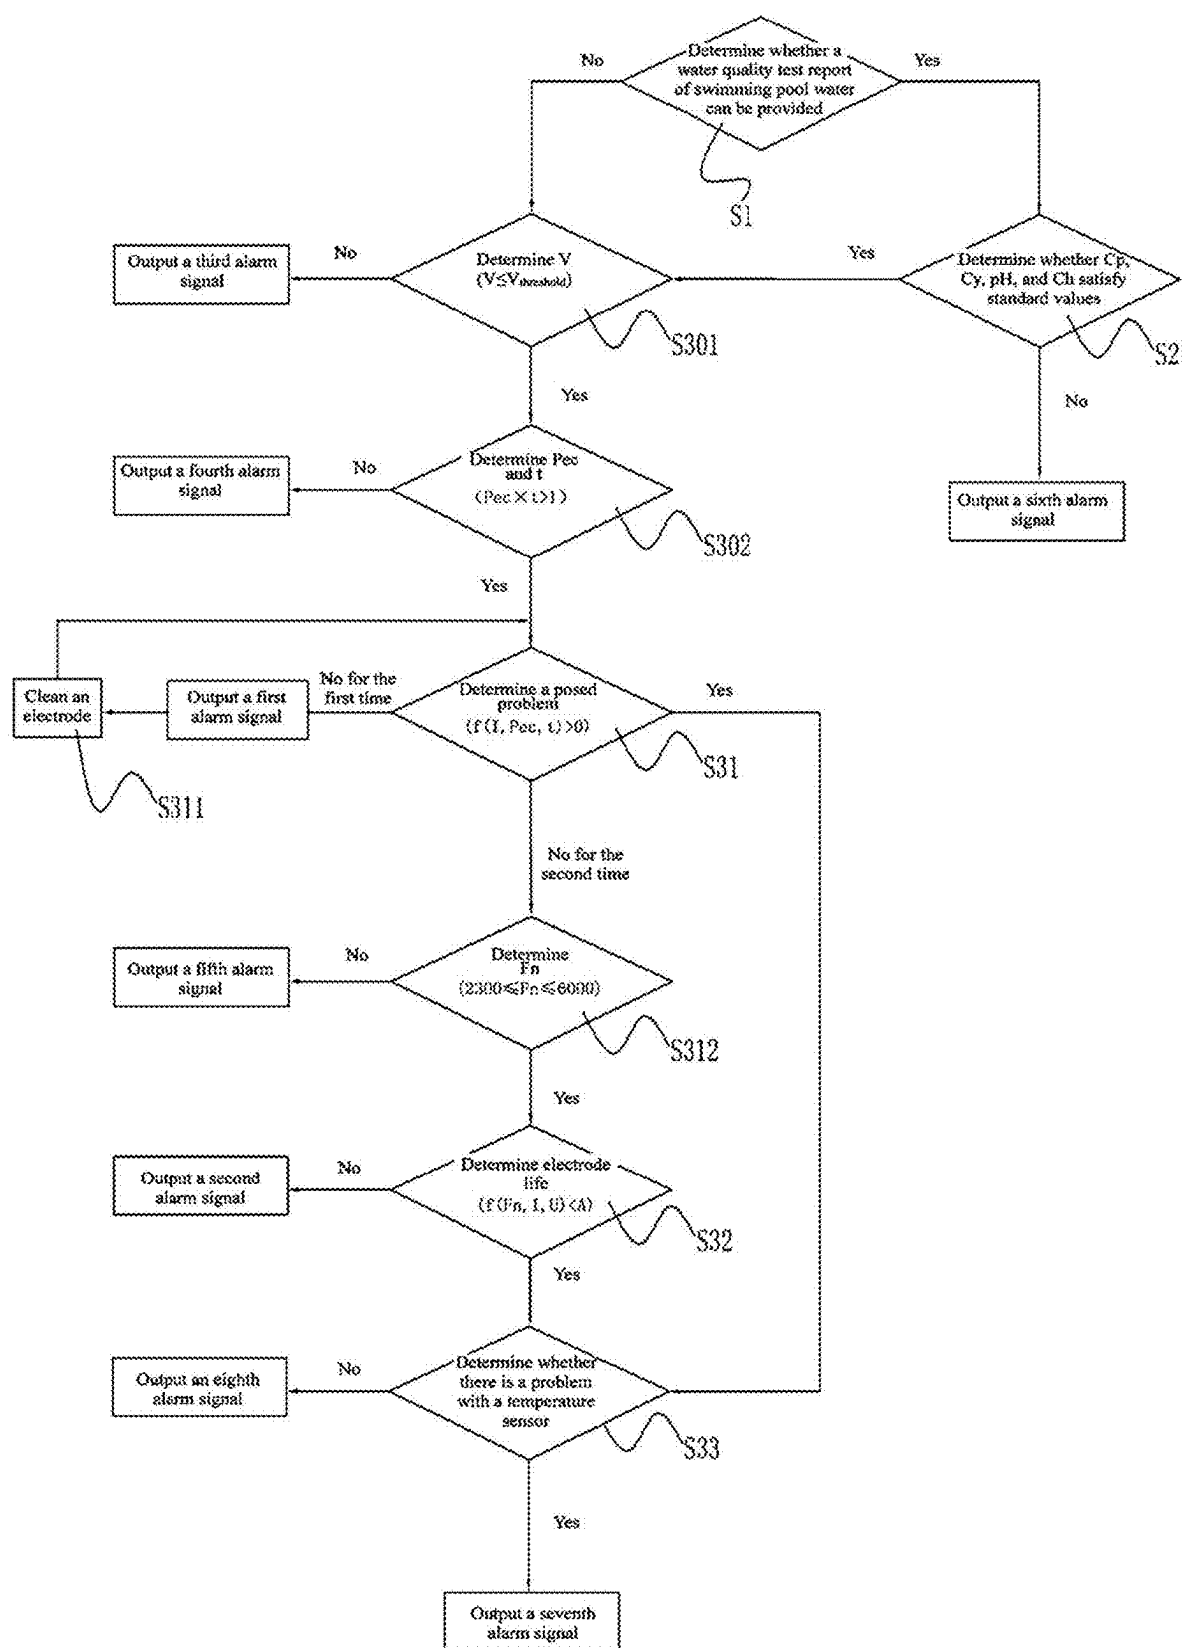 No
Determine whether a
water quality test report
of swimming pool water
can be provided
Yes
S1
Output a third alarm
signal
No
Determine V
(V≤Vthreshold)
S301
Yes
Determine whether Cp,
Cy, pH, and Ch satisfy
standard values
S2
Yes
No
Output a fourth alarm
signal
No
Determine Pec
and t
(Pec×t>1)
S302
Output a sixth alarm
signal
Yes
Clean an
electrode
S311
Output a first
alarm signal
No for the
first time
Determine a posed
problem
(f(I, Pec, t)>0)
S31
Yes
No for the
second time
Output a fifth alarm
signal
No
Determine
Fn
(2300≤Fn≤6000)
S312
Yes
Output a second
alarm signal
No
Determine electrode
life
(f(Fn, I, U)<A)
S32
Yes
Output an eighth
alarm signal
No
Determine whether
there is a problem
with a temperature
sensor
S33
Yes
Output a seventh
alarm signal